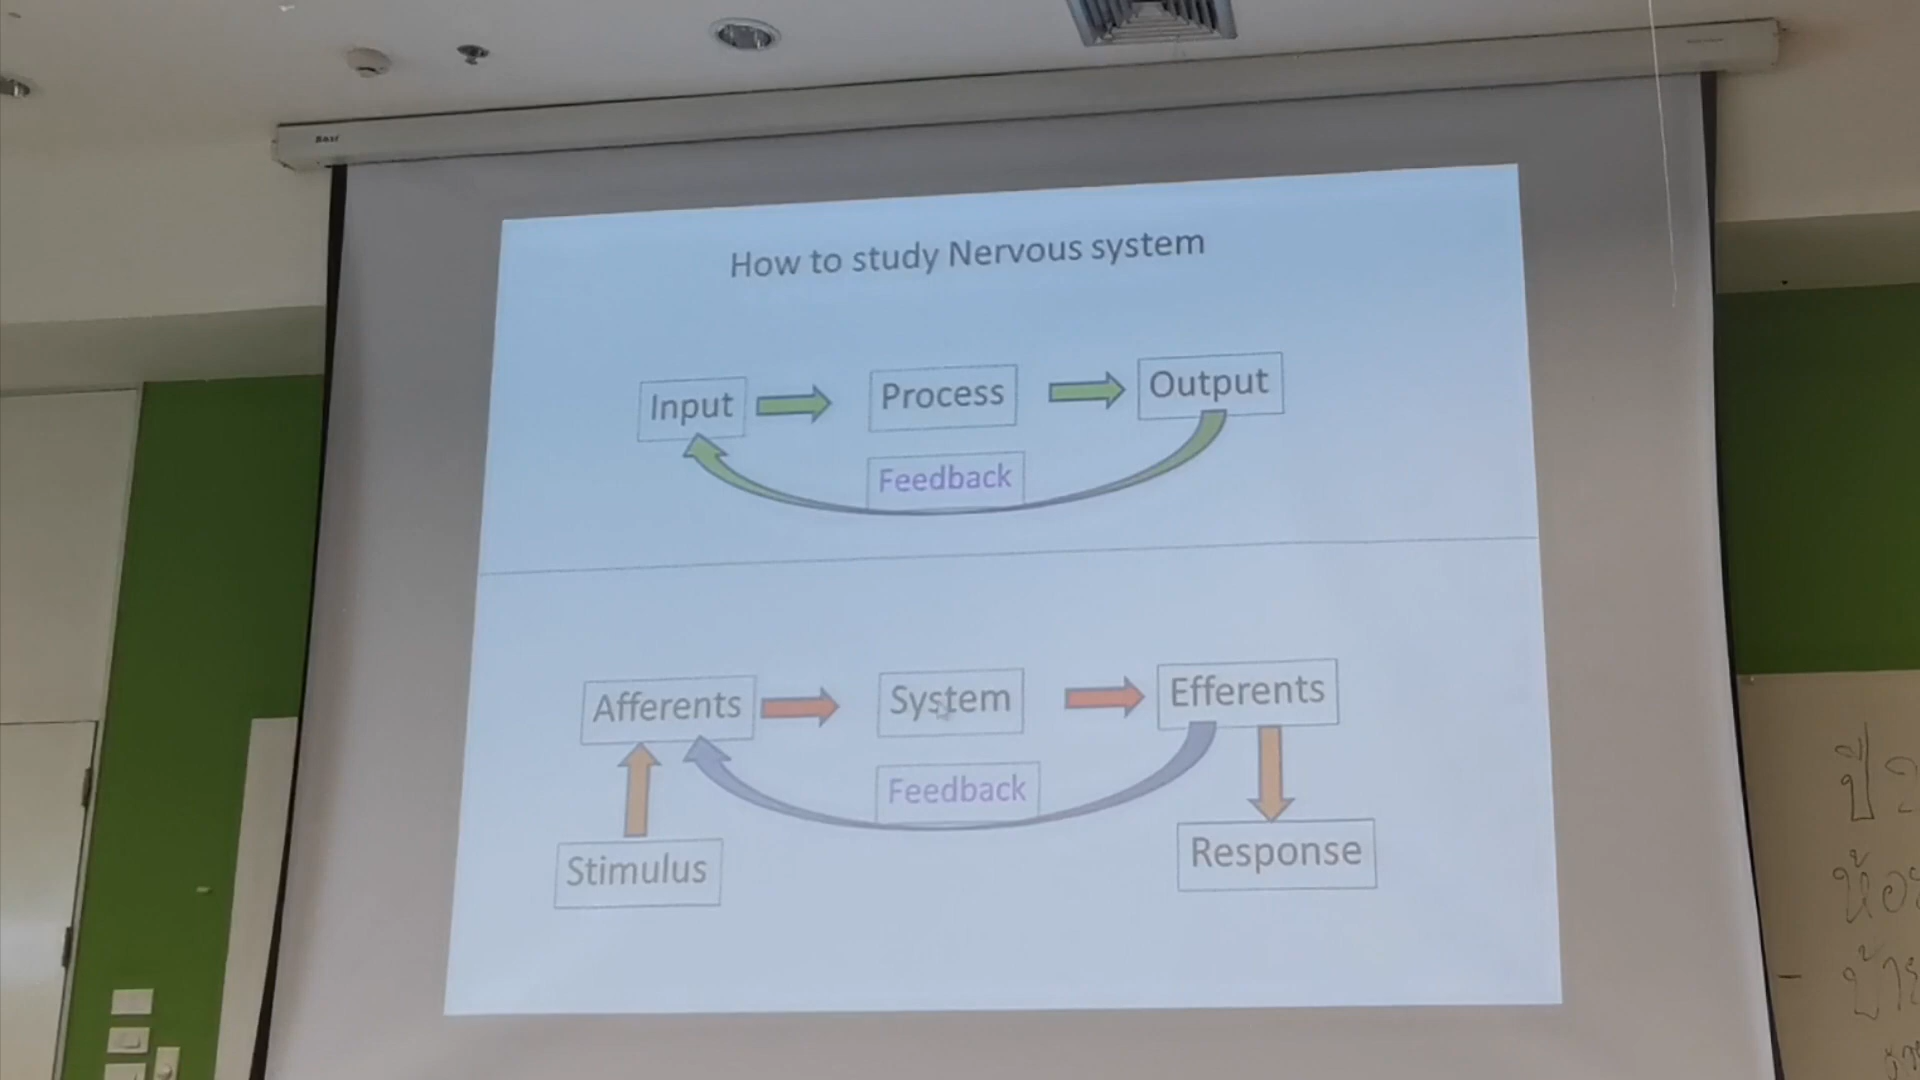 How to study Nervous system
Input
Process
Output
Feedback
Afferents
System
Efferents
Feedback
Stimulus
Response